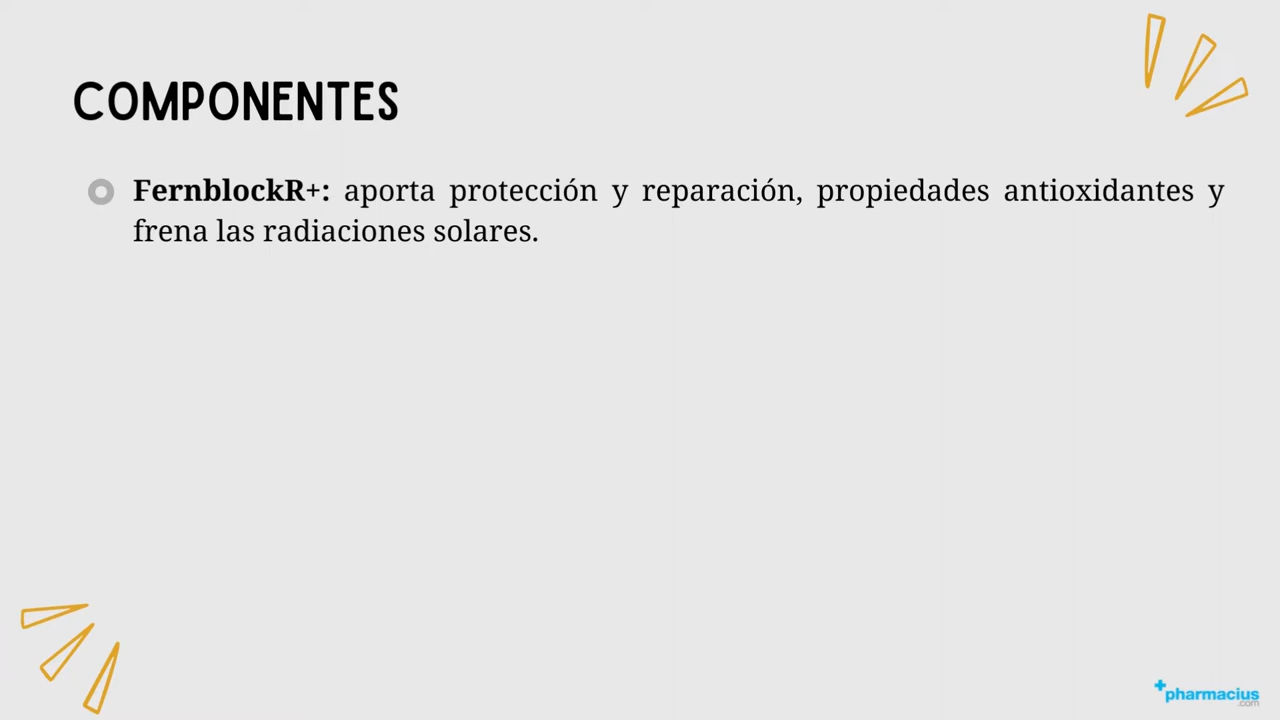 COMPONENTES
FernblockR+: aporta protección y reparación, propiedades antioxidantes y
frena las radiaciones solares.
+pharmacius
.com